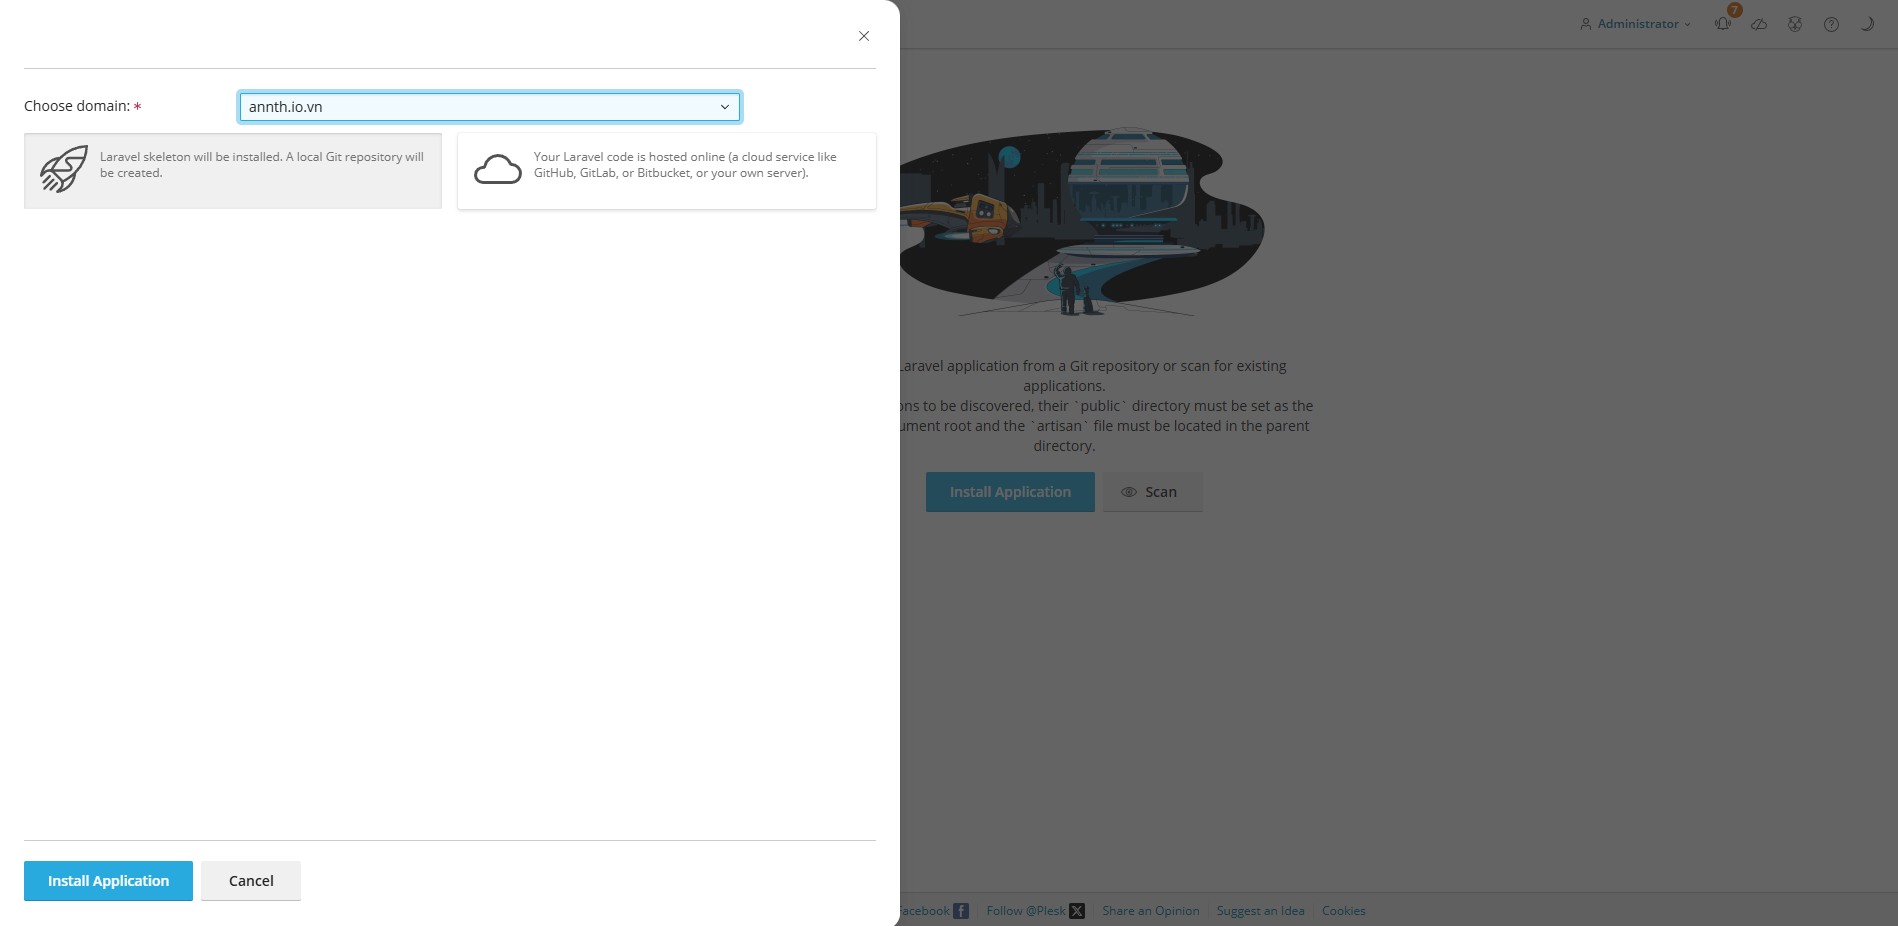 Administrator
7
Choose domain: *
annth.io.vn
Laravel skeleton will be installed. A local Git repository will
be created.
Your Laravel code is hosted online (a cloud service like
GitHub, GitLab, or Bitbucket, or your own server).
Laravel application from a Git repository or scan for existing
applications.
to be discovered, their `public` directory must be set as the
root and the `artisan` file must be located in the parent
directory.
Install Application
Scan
Install Application
Cancel
Facebook
Follow @Plesk
Share an Opinion
Suggest an Idea
Cookies